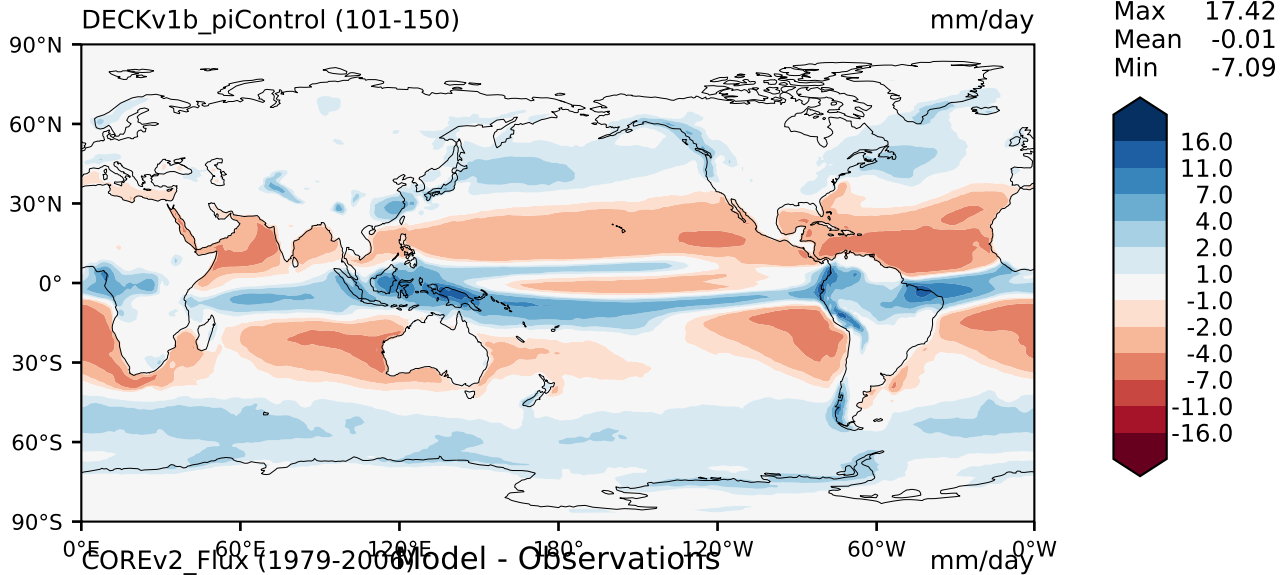 DECKv1b_piControl (101-150) mm/day
Max 17.42
Mean -0.01
Min -7.09
90°N
60°N
30°N
0°
30°S
60°S
90°S
0°E 60°E 120°E 180° 120°W 60°W 0°W
16.0
11.0
7.0
4.0
2.0
1.0
-1.0
-2.0
-4.0
-7.0
-11.0
-16.0
COREv2_Flux (1979-2006) Model - Observations mm/day